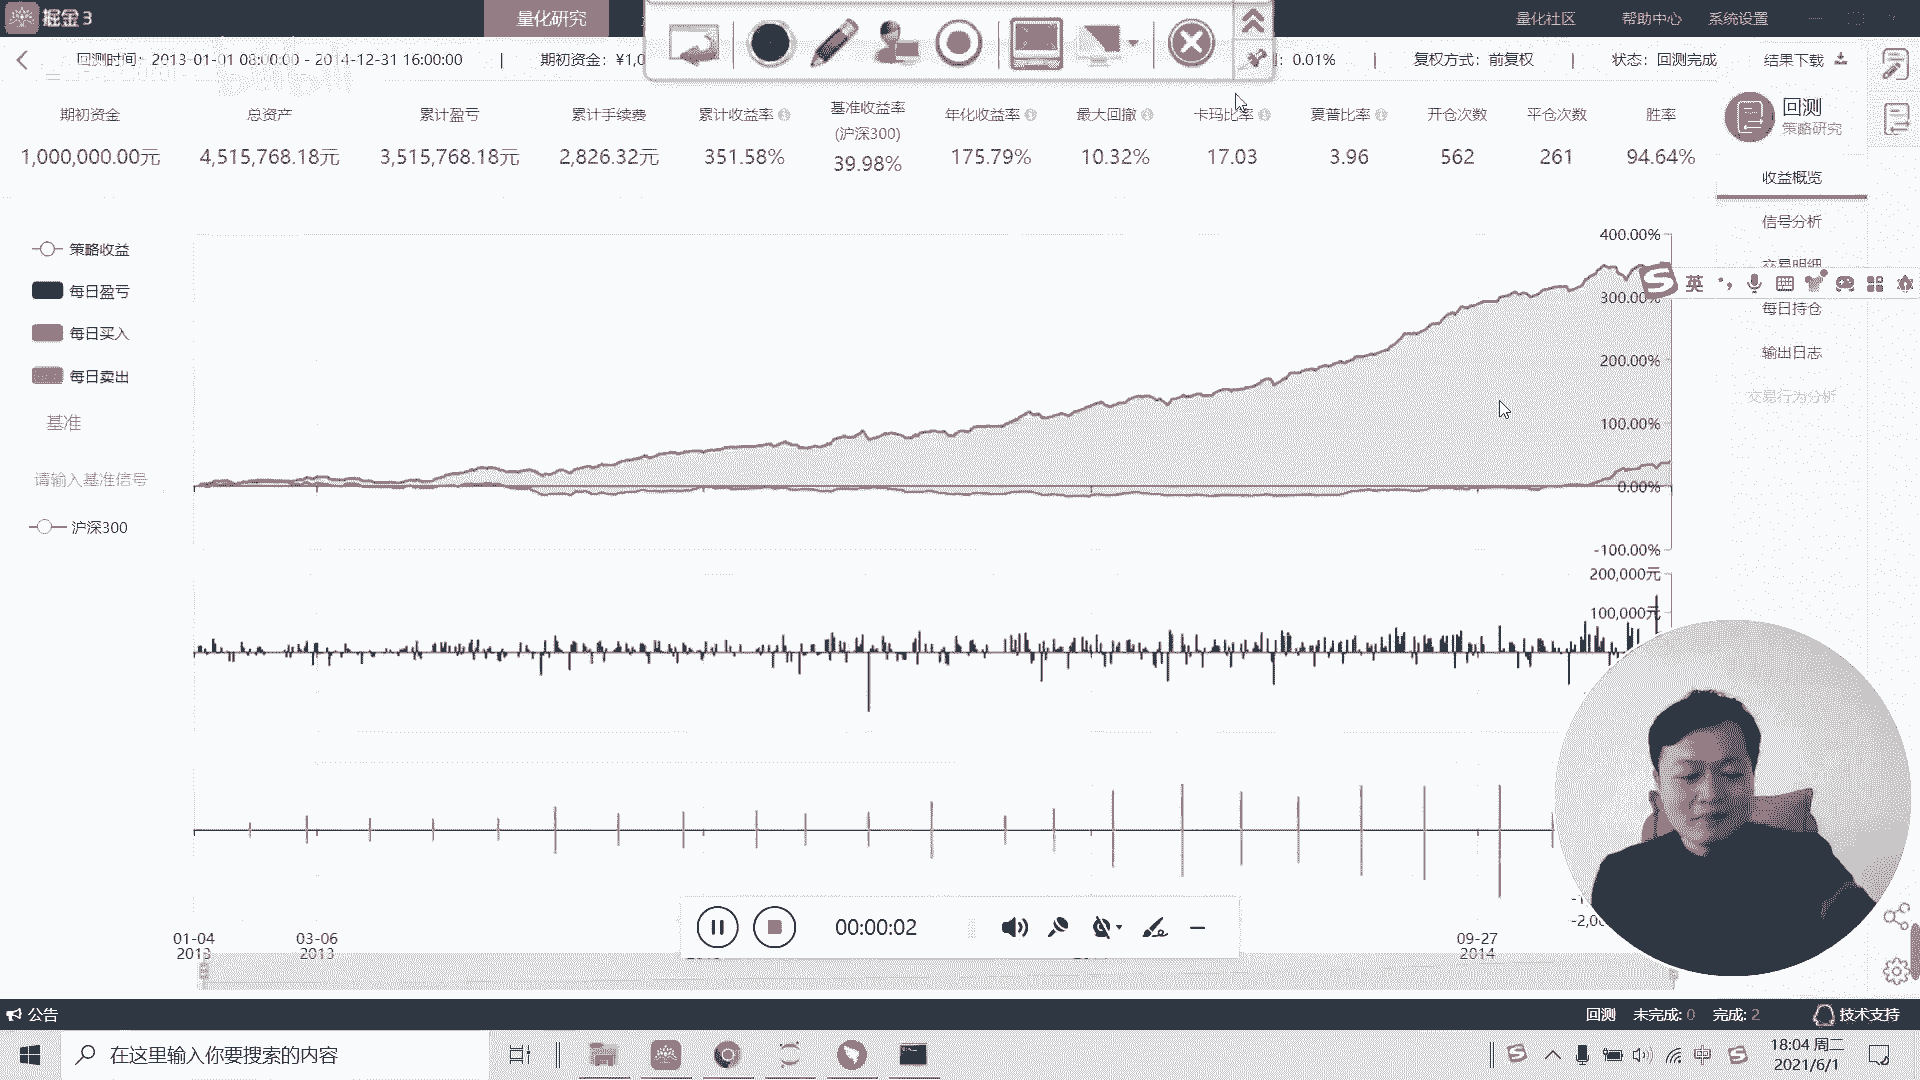 掘金3
量化研究
量化社区
帮助中心
系统设置
回测时间: 2013-01-01 08:00:00 - 2014-12-31 16:00:00
|
期初资金: ¥1,0
0.01%
|
复权方式: 前复权
|
状态: 回测完成
结果下载
期初资金
总资产
累计盈亏
累计手续费
累计收益率
基准收益率
(沪深300)
年化收益率
最大回撤
卡玛比率
夏普比率
开仓次数
平仓次数
胜率
1,000,000.00元
4,515,768.18元
3,515,768.18元
2,826.32元
351.58%
39.98%
175.79%
10.32%
17.03
3.96
562
261
94.64%
回测
策略研究
收益概览
信号分析
交易明细
每日持仓
输出日志
交易行为分析
英
策略收益
每日盈亏
每日买入
每日卖出
基准
请输入基准信号
沪深300
400.00%
300.00%
200.00%
100.00%
0.00%
-100.00%
200,000元
100,000元
01-04
2013
03-06
2013
09-27
2014
00:00:02
公告
回测
未完成: 0
完成: 2
技术支持
在这里输入你要搜索的内容
中
18:04 周二
2021/6/1